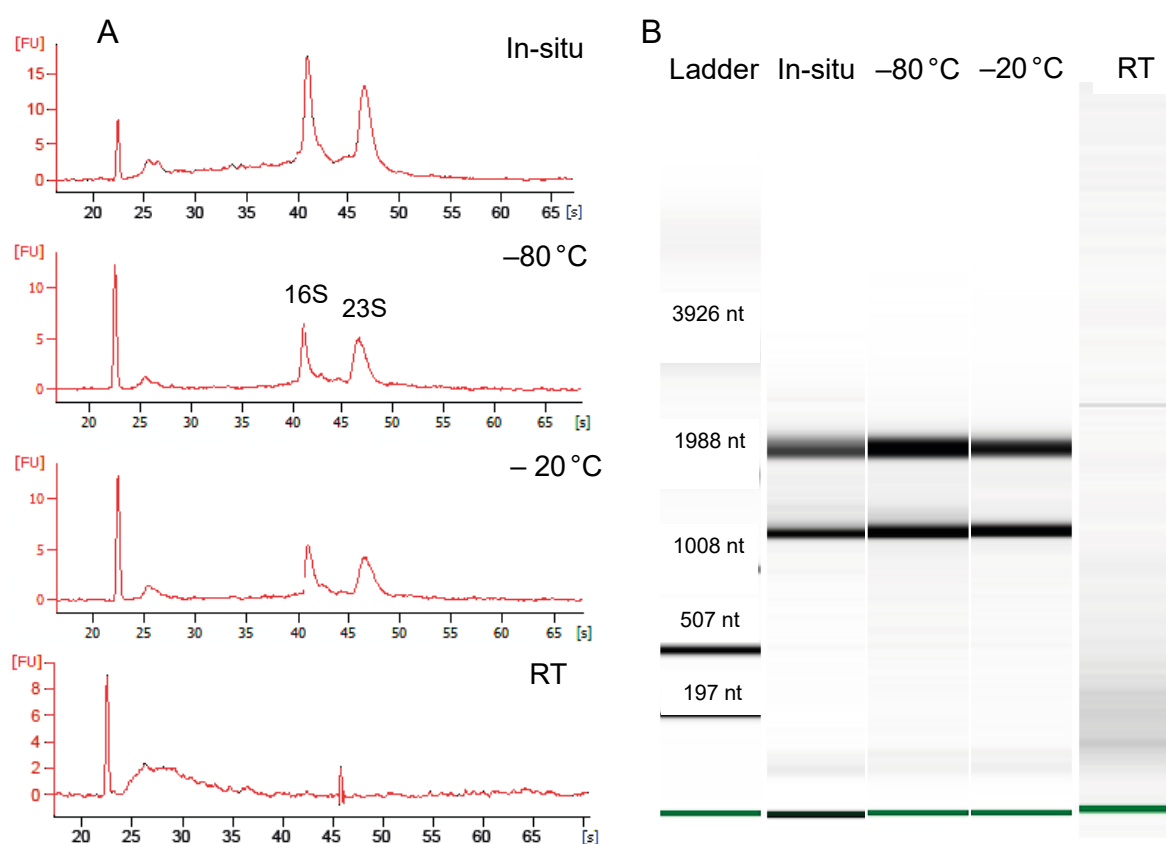 A
[FU]
In-situ
15
10
5
0
20 25 30 35 40 45 50 55 60 65 [s]
[FU]
–80 °C
10
16S 23S
5
0
20 25 30 35 40 45 50 55 60 65 [s]
[FU]
– 20 °C
10
5
0
20 25 30 35 40 45 50 55 60 65 [s]
[FU]
RT
8
6
4
2
0
20 25 30 35 40 45 50 55 60 65 [s]
B
Ladder In-situ –80 °C –20 °C RT
3926 nt
1988 nt
1008 nt
507 nt
197 nt